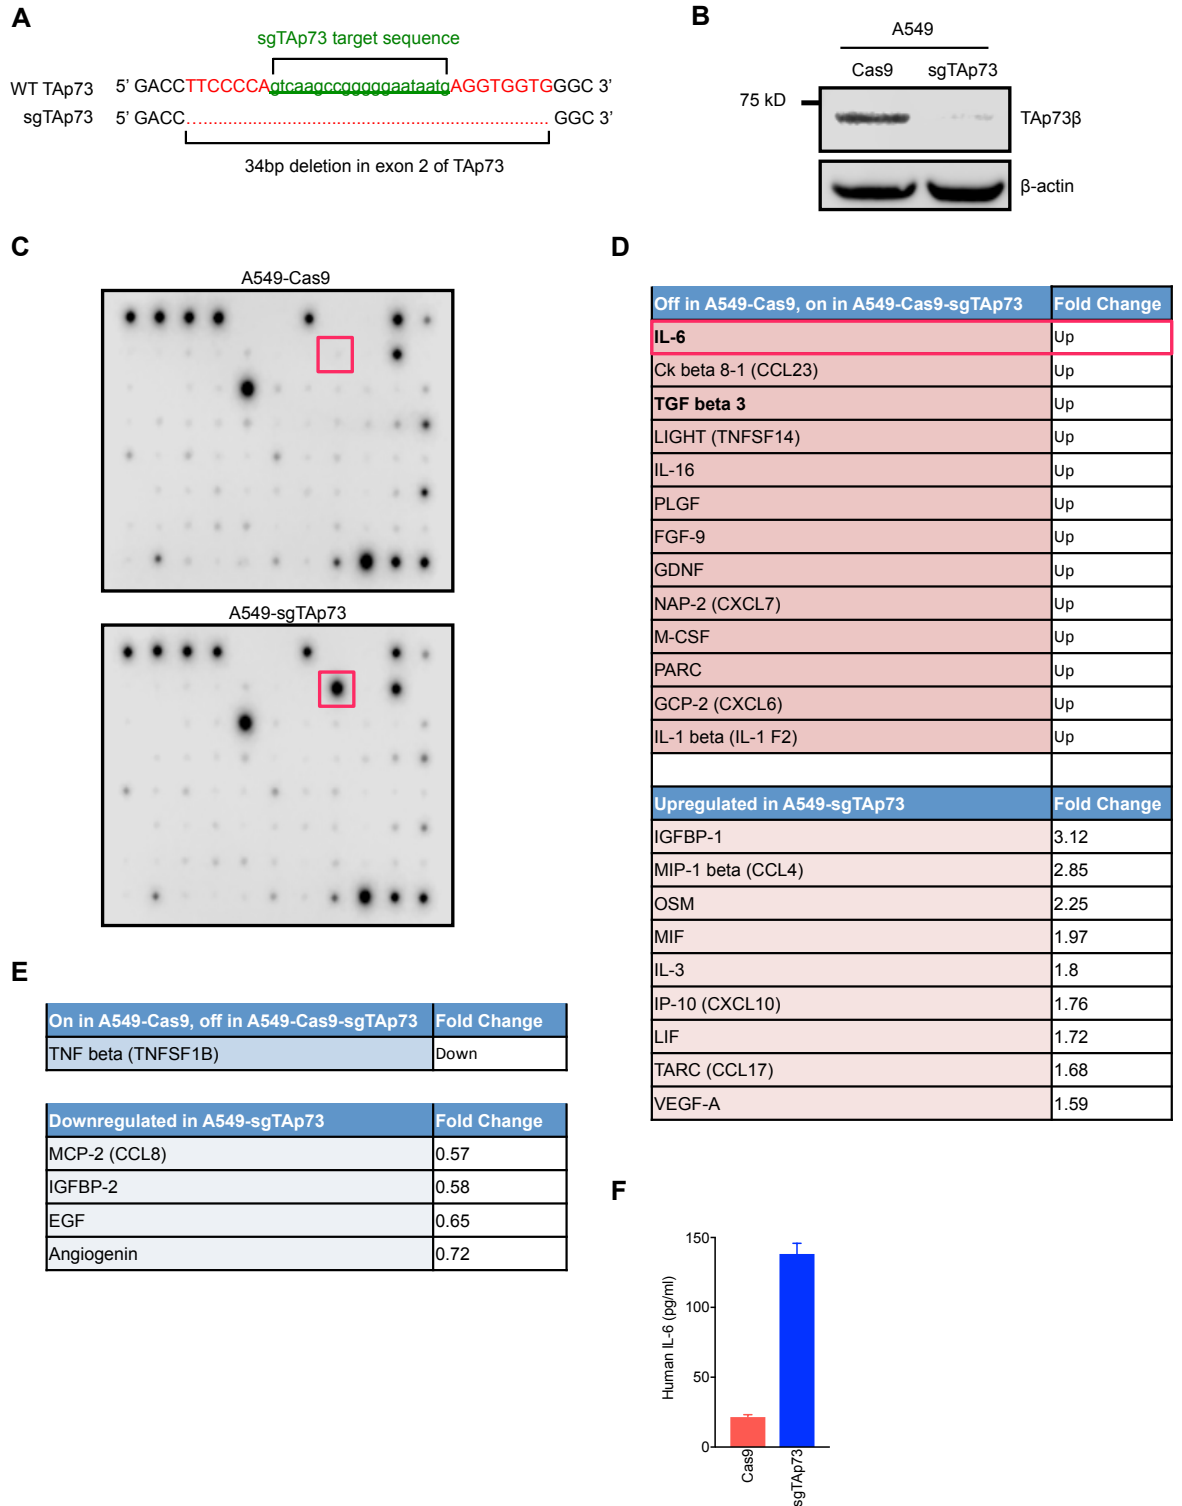 A
sgTAp73 target sequence
WT TAp73 5' GACCTTCCCCAgtcaagccgggggaataatgAGGTGGTGGGC 3'
sgTAp73 5' GACC.......................................................... GGC 3'
34bp deletion in exon 2 of TAp73
B
A549
Cas9 sgTAp73
75 kD
TAp73β
β-actin
C
A549-Cas9
A549-sgTAp73
D
Off in A549-Cas9, on in A549-Cas9-sgTAp73 Fold Change
IL-6 Up
Ck beta 8-1 (CCL23) Up
TGF beta 3 Up
LIGHT (TNFSF14) Up
IL-16 Up
PLGF Up
FGF-9 Up
GDNF Up
NAP-2 (CXCL7) Up
M-CSF Up
PARC Up
GCP-2 (CXCL6) Up
IL-1 beta (IL-1 F2) Up
Upregulated in A549-sgTAp73 Fold Change
IGFBP-1 3.12
MIP-1 beta (CCL4) 2.85
OSM 2.25
MIF 1.97
IL-3 1.8
IP-10 (CXCL10) 1.76
LIF 1.72
TARC (CCL17) 1.68
VEGF-A 1.59
E
On in A549-Cas9, off in A549-Cas9-sgTAp73 Fold Change
TNF beta (TNFSF1B) Down
Downregulated in A549-sgTAp73 Fold Change
MCP-2 (CCL8) 0.57
IGFBP-2 0.58
EGF 0.65
Angiogenin 0.72
F
Human IL-6 (pg/ml)
150
100
50
0
Cas9
sgTAp73